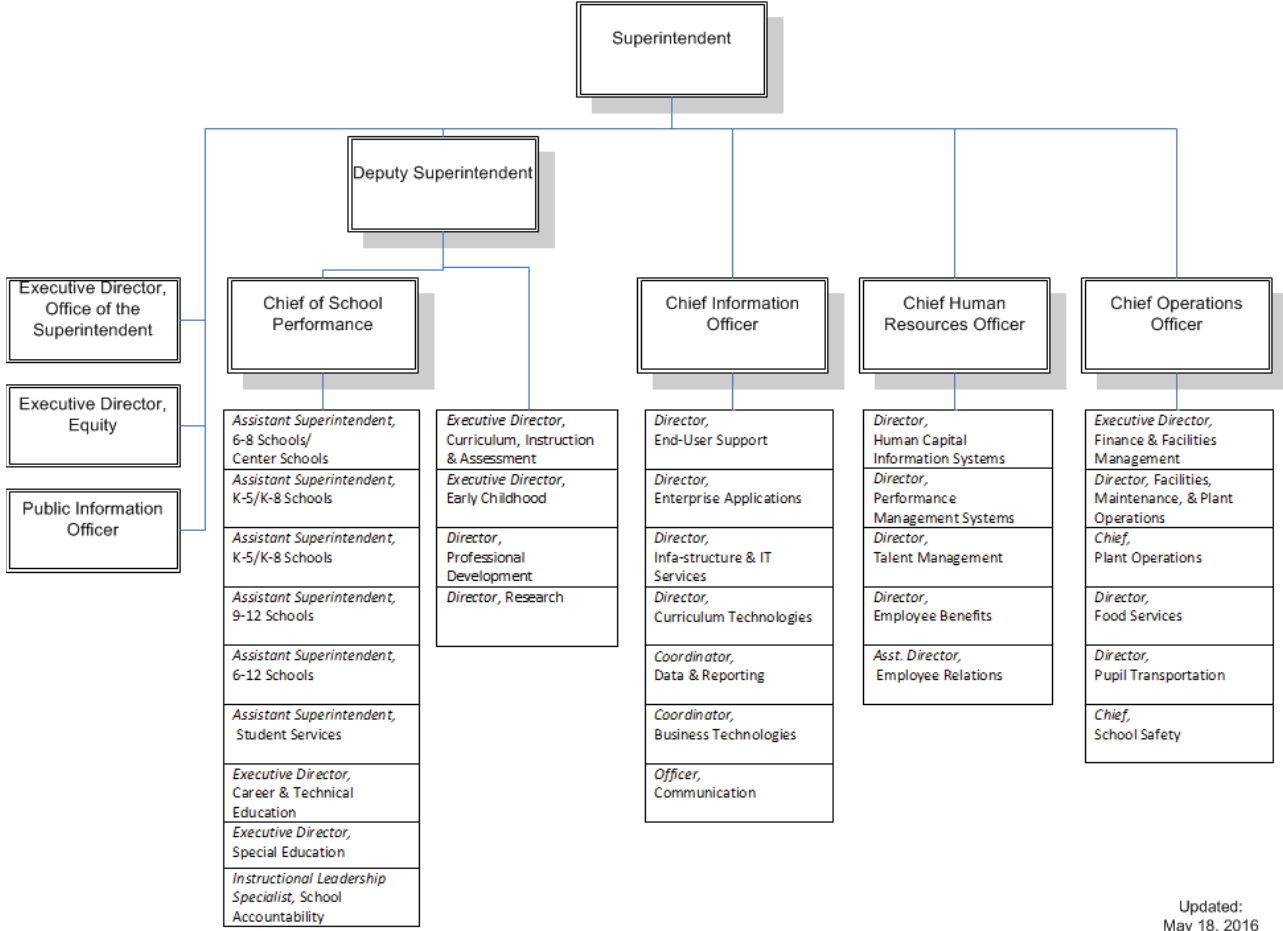 Superintendent
Deputy Superintendent
Executive Director,
Office of the
Superintendent
Executive Director,
Equity
Public Information
Officer
Chief of School
Performance
Assistant Superintendent,
6-8 Schools/
Center Schools
Assistant Superintendent,
K-5/K-8 Schools
Assistant Superintendent,
K-5/K-8 Schools
Assistant Superintendent,
9-12 Schools
Assistant Superintendent,
6-12 Schools
Assistant Superintendent,
Student Services
Executive Director,
Career & Technical
Education
Executive Director,
Special Education
Instructional Leadership
Specialist, School
Accountability
Executive Director,
Curriculum, Instruction
& Assessment
Executive Director,
Early Childhood
Director,
Professional
Development
Director, Research
Chief Information
Officer
Director,
End-User Support
Director,
Enterprise Applications
Director,
Infa-structure & IT
Services
Director,
Curriculum Technologies
Coordinator,
Data & Reporting
Coordinator,
Business Technologies
Officer,
Communication
Chief Human
Resources Officer
Director,
Human Capital
Information Systems
Director,
Performance
Management Systems
Director,
Talent Management
Director,
Employee Benefits
Asst. Director,
Employee Relations
Chief Operations
Officer
Executive Director,
Finance & Facilities
Management
Director, Facilities,
Maintenance, & Plant
Operations
Chief,
Plant Operations
Director,
Food Services
Director,
Pupil Transportation
Chief,
School Safety
Updated:
May 18, 2016